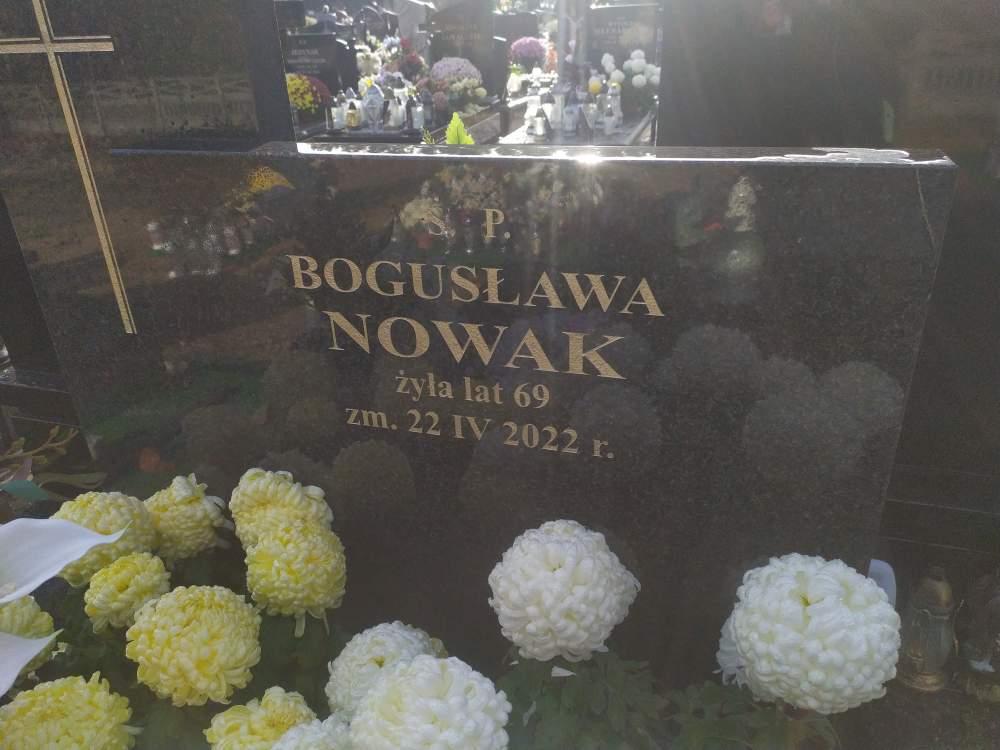 Ś. P.
BOGUSŁAWA
NOWAK
żyła lat 69
zm. 22 IV 2022 r.